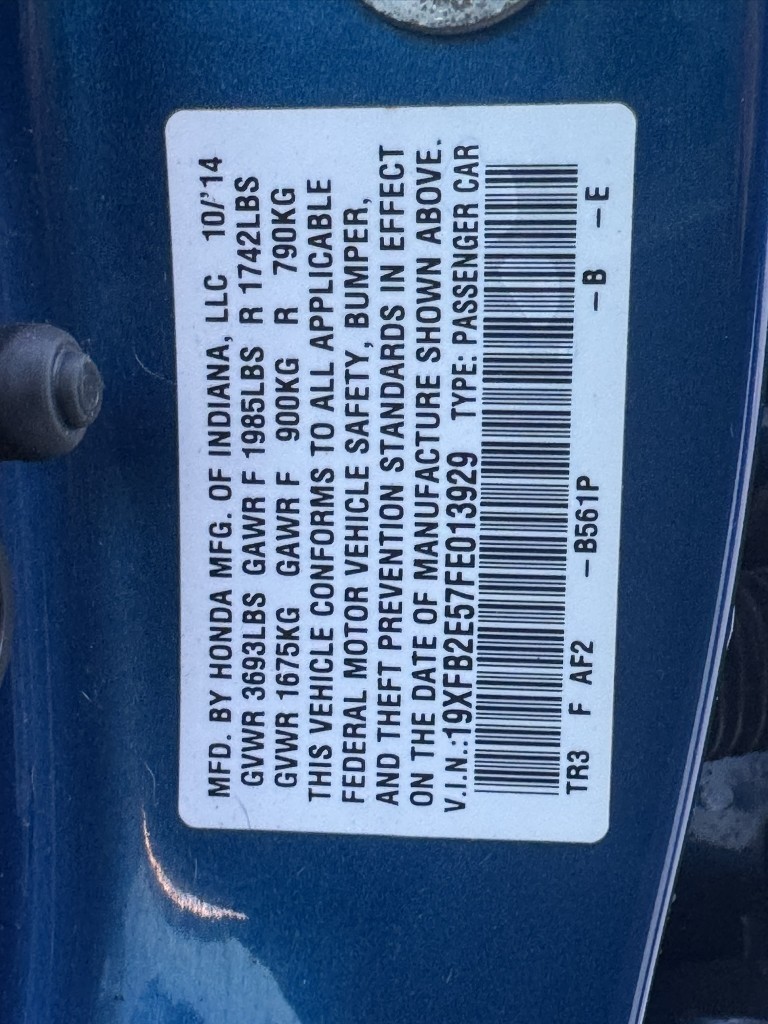 MFD. BY HONDA MFG. OF INDIANA, LLC 10/'14
GVWR 3693LBS GAWR F 1985LBS R 1742LBS
GVWR 1675KG GAWR F 900KG R 790KG
THIS VEHICLE CONFORMS TO ALL APPLICABLE
FEDERAL MOTOR VEHICLE SAFETY, BUMPER,
AND THEFT PREVENTION STANDARDS IN EFFECT
ON THE DATE OF MANUFACTURE SHOWN ABOVE.
V.I.N.:19XFB2E57FE013929 TYPE: PASSENGER CAR
TR3 F AF2 -B561P -B -E